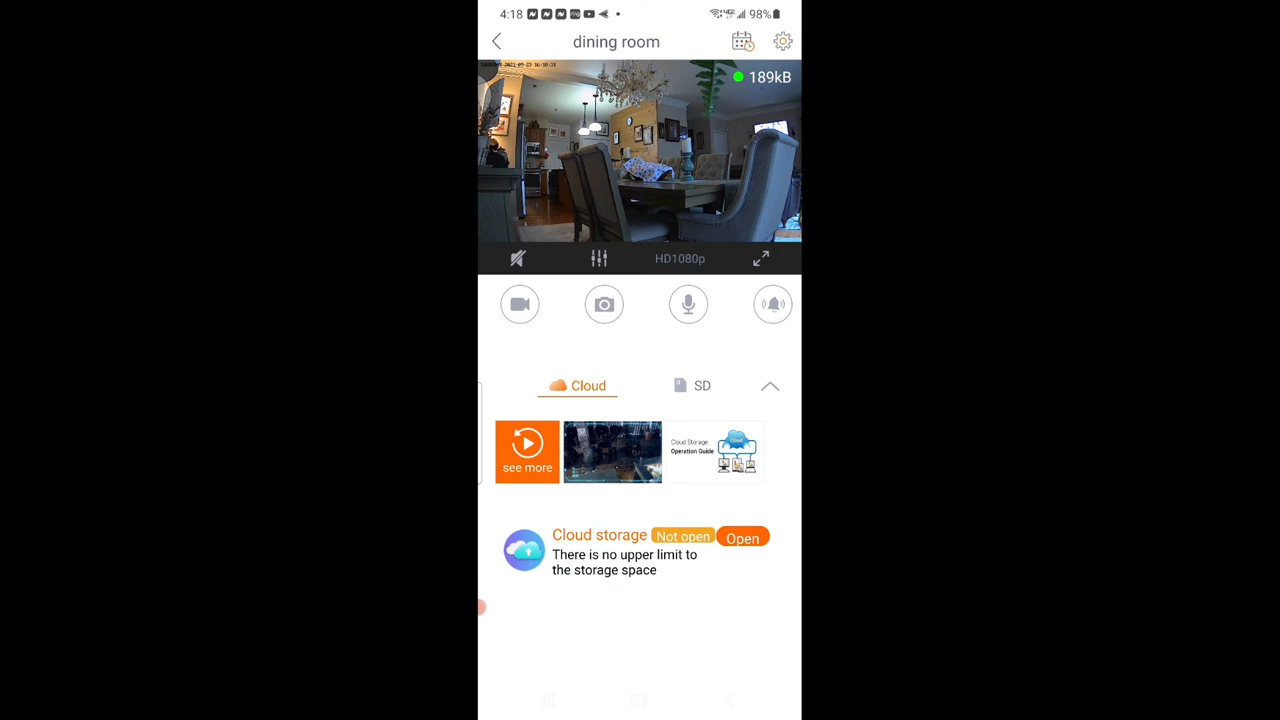 4:18
98%
dining room
189kB
HD1080p
Cloud
SD
see more
Cloud Storage
Operation Guide
Cloud
Cloud storage Not open Open
There is no upper limit to
the storage space